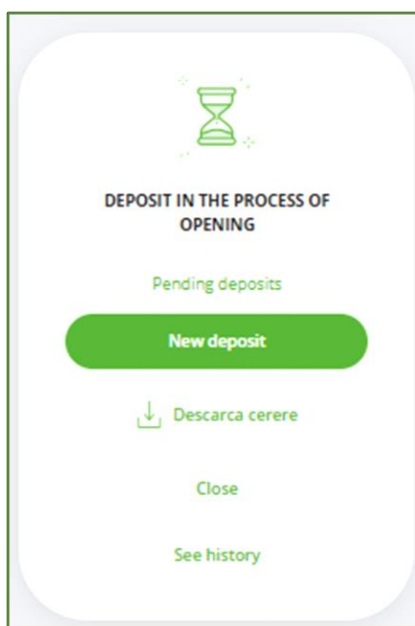 DEPOSIT IN THE PROCESS OF
OPENING
Pending deposits
New deposit
Descarca cerere
Close
See history